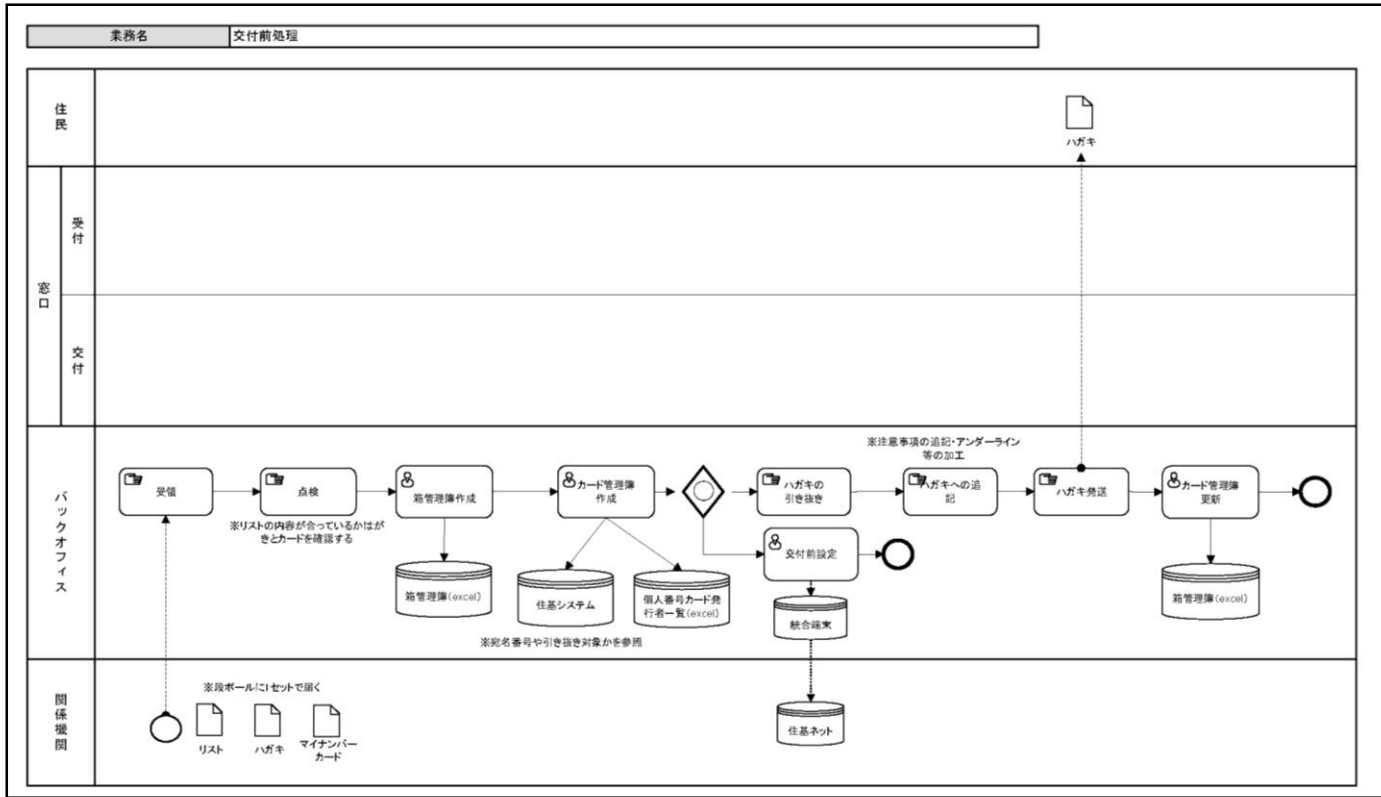 業務名
交付前処理
住民
ハガキ
窓口
受付
交付
バックオフィス
※注意事項の追記・アンダーライン
等の加工
受領
点検
箱管理簿作成
カード管理簿
作成
ハガキの
引き抜き
ハガキへの追
記
ハガキ発送
カード管理簿
更新
※リストの内容が合っているかはが
きとカードを確認する
交付前設定
箱管理簿(excel)
住基システム
個人番号カード発
行者一覧(excel)
統合端末
箱管理簿(excel)
※宛名番号や引き抜き対象かを参照
関係機関
※段ボールに1セットで届く
リスト
ハガキ
マイナンバー
カード
住基ネット